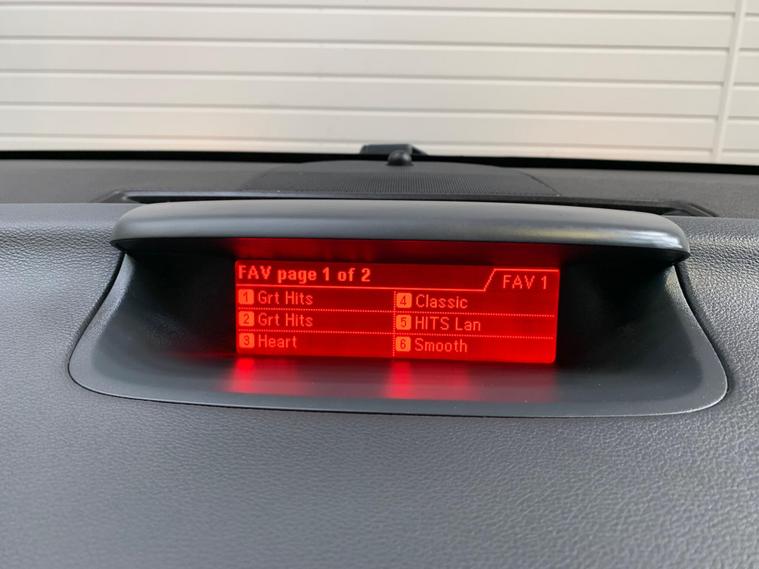 FAV page 1 of 2
FAV 1
1 Grt Hits
2 Grt Hits
3 Heart
4 Classic
5 HITS Lan
6 Smooth